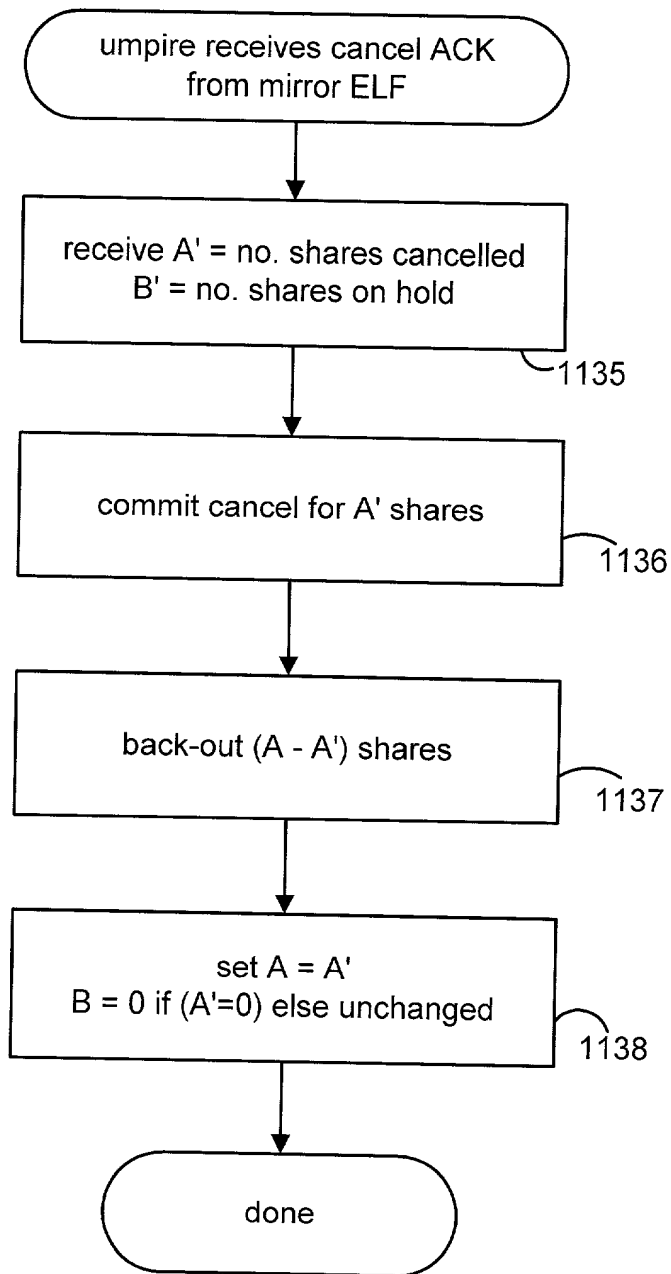 umpire receives cancel ACK
from mirror ELF
receive A' = no. shares cancelled
B' = no. shares on hold
1135
commit cancel for A' shares
1136
back-out (A - A') shares
1137
set A = A'
B = 0 if (A'=0) else unchanged
1138
done